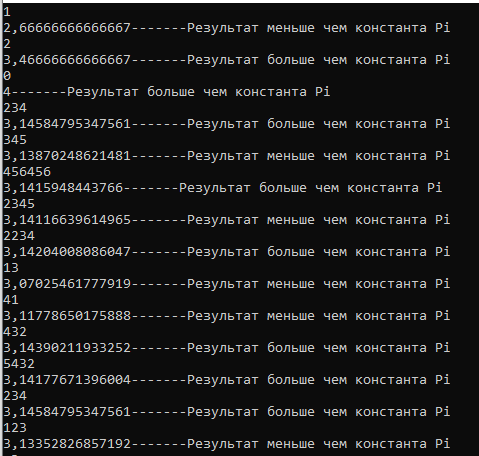 1
2,66666666666667-------Результат меньше чем константа Pi
2
3,46666666666667-------Результат больше чем константа Pi
0
4-------Результат больше чем константа Pi
234
3,14584795347561-------Результат больше чем константа Pi
345
3,13870248621481-------Результат меньше чем константа Pi
456456
3,1415948443766-------Результат больше чем константа Pi
2345
3,14116639614965-------Результат меньше чем константа Pi
2234
3,14204008086047-------Результат больше чем константа Pi
13
3,07025461777919-------Результат меньше чем константа Pi
41
3,11778650175888-------Результат меньше чем константа Pi
432
3,14390211933252-------Результат больше чем константа Pi
5432
3,14177671396004-------Результат больше чем константа Pi
234
3,14584795347561-------Результат больше чем константа Pi
123
3,13352826857192-------Результат меньше чем константа Pi